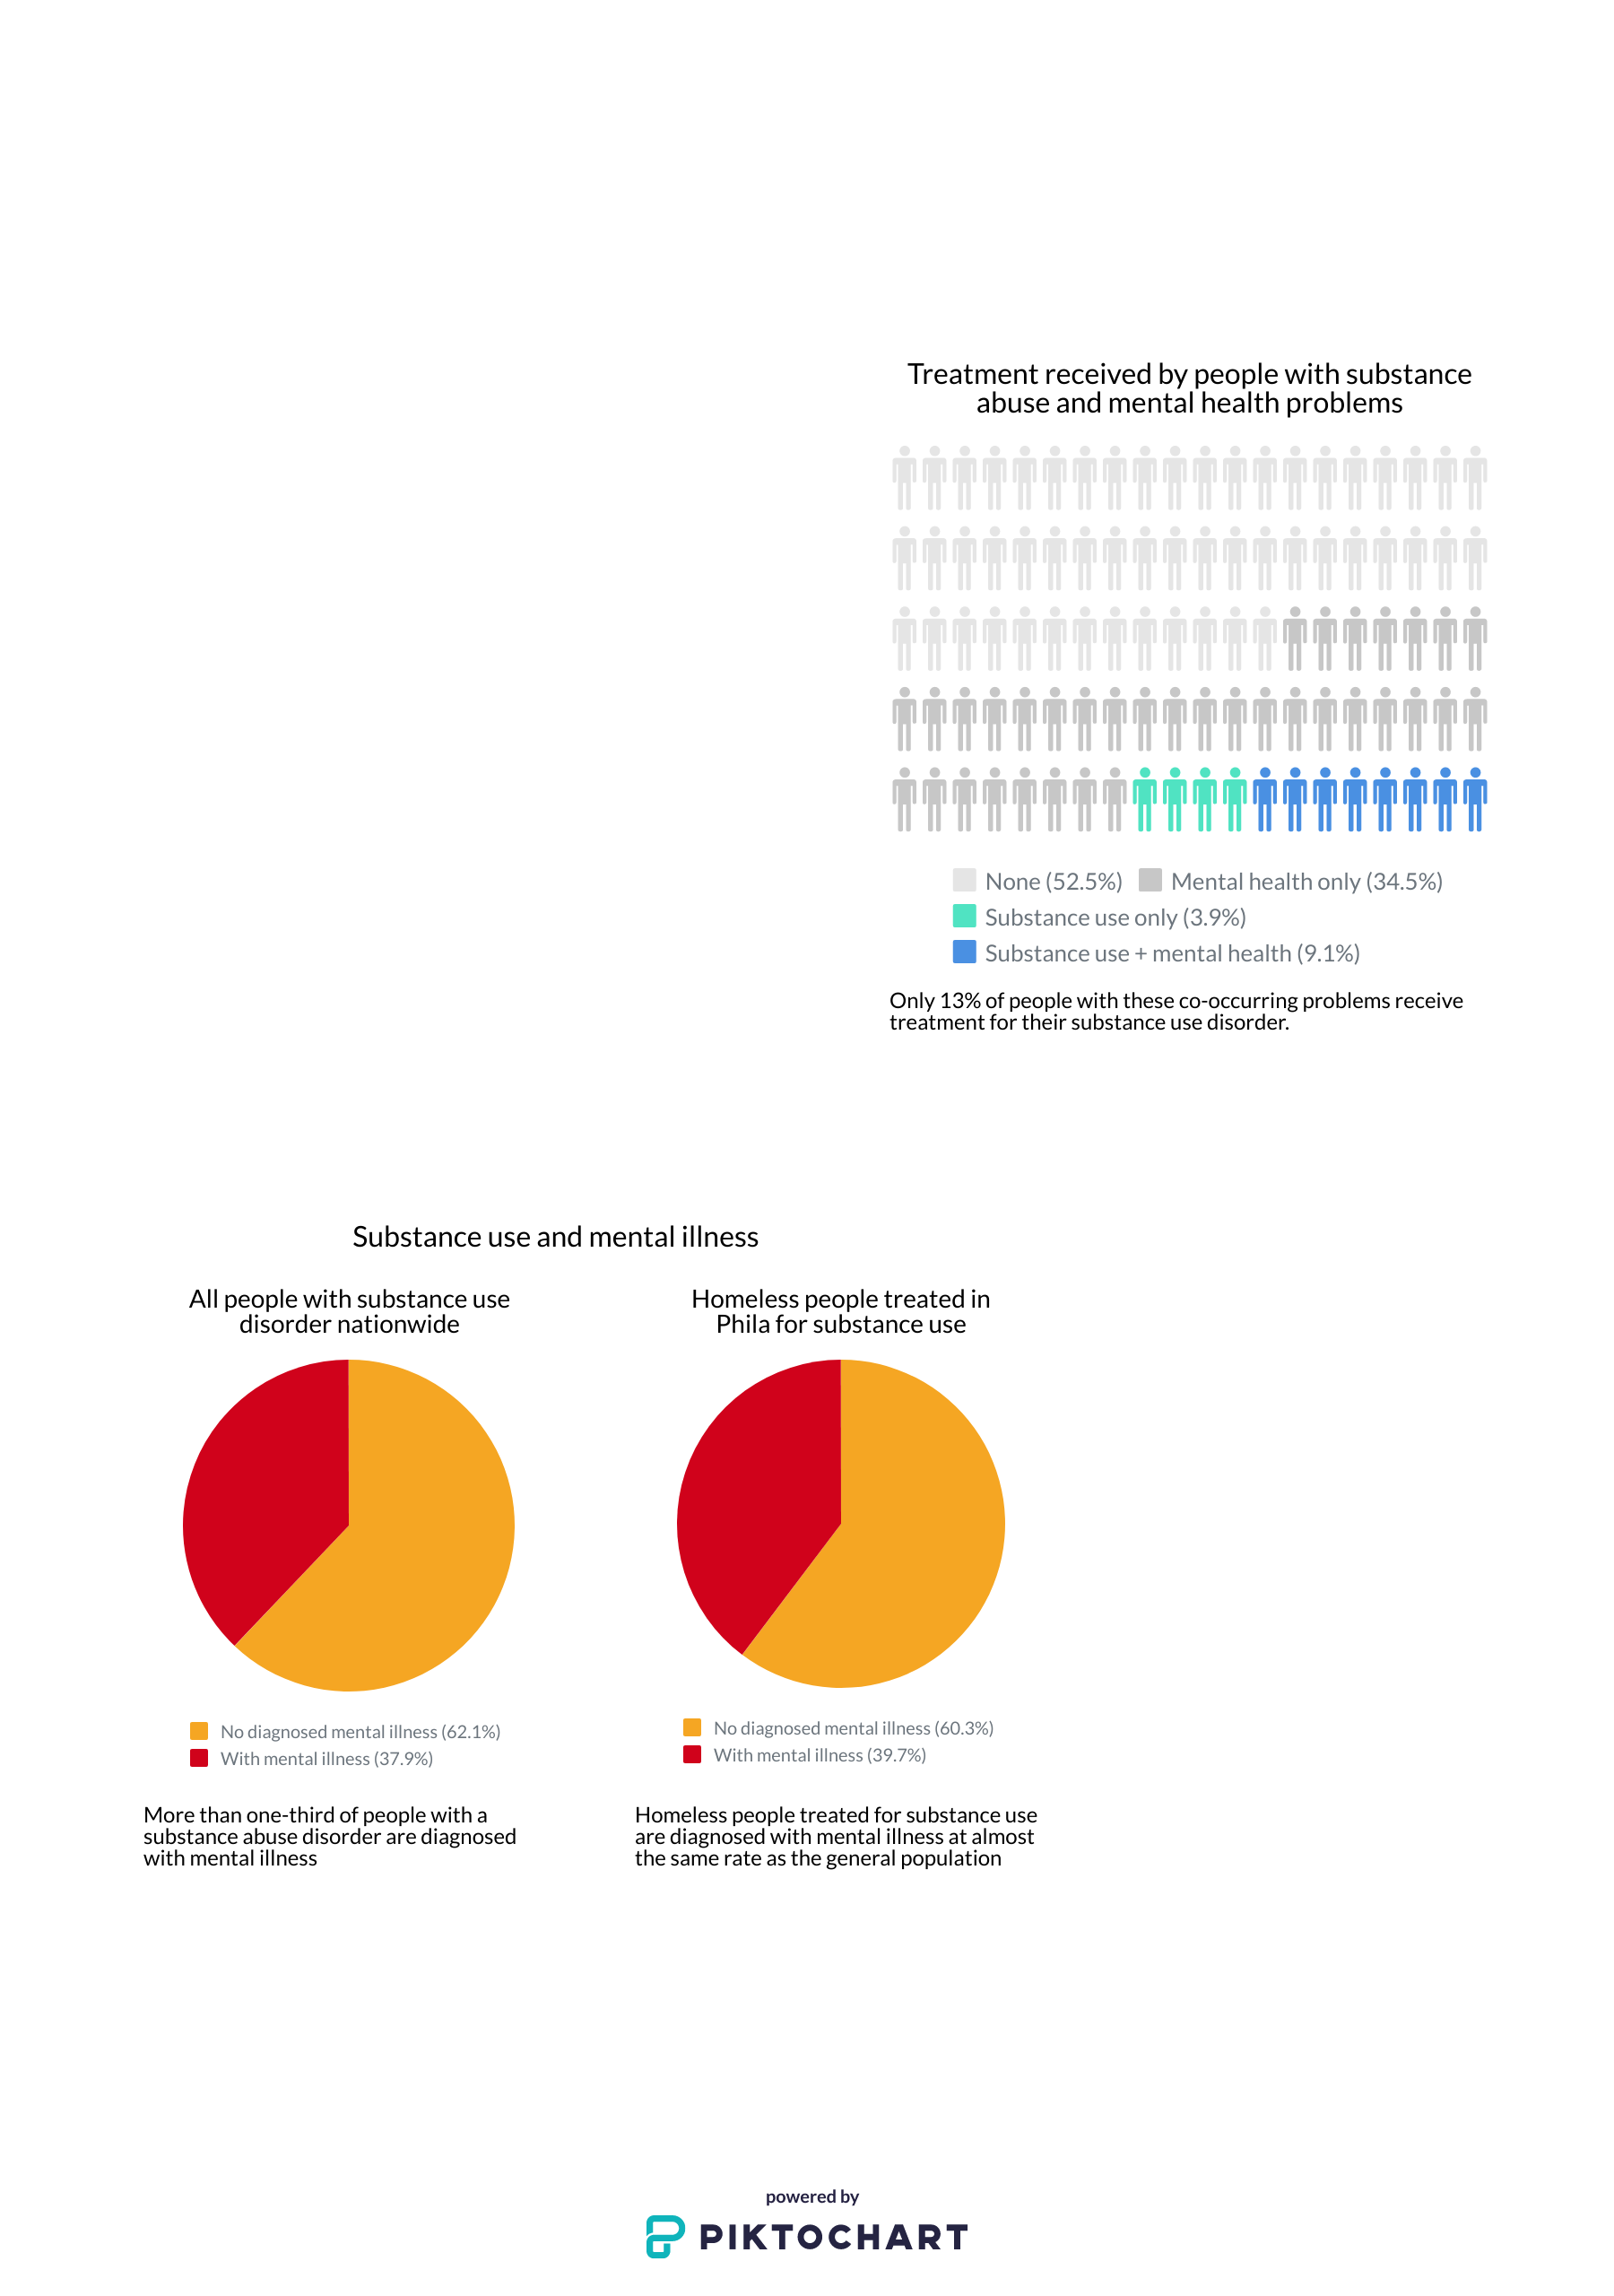 Treatment received by people with substance
abuse and mental health problems
None (52.5%) Mental health only (34.5%)
Substance use only (3.9%)
Substance use + mental health (9.1%)
Only 13% of people with these co-occurring problems receive
treatment for their substance use disorder.
Substance use and mental illness
All people with substance use
disorder nationwide
No diagnosed mental illness (62.1%)
With mental illness (37.9%)
More than one-third of people with a
substance abuse disorder are diagnosed
with mental illness
Homeless people treated in
Phila for substance use
No diagnosed mental illness (60.3%)
With mental illness (39.7%)
Homeless people treated for substance use
are diagnosed with mental illness at almost
the same rate as the general population
powered by
PIKTOCHART